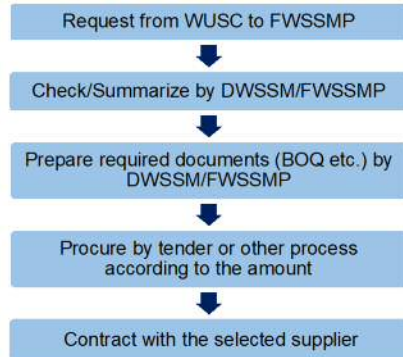 Request from WUSC to FWSSMP
Check/Summarize by DWSSM/FWSSMP
Prepare required documents (BOQ etc.) by
DWSSM/FWSSMP
Procure by tender or other process
according to the amount
Contract with the selected supplier